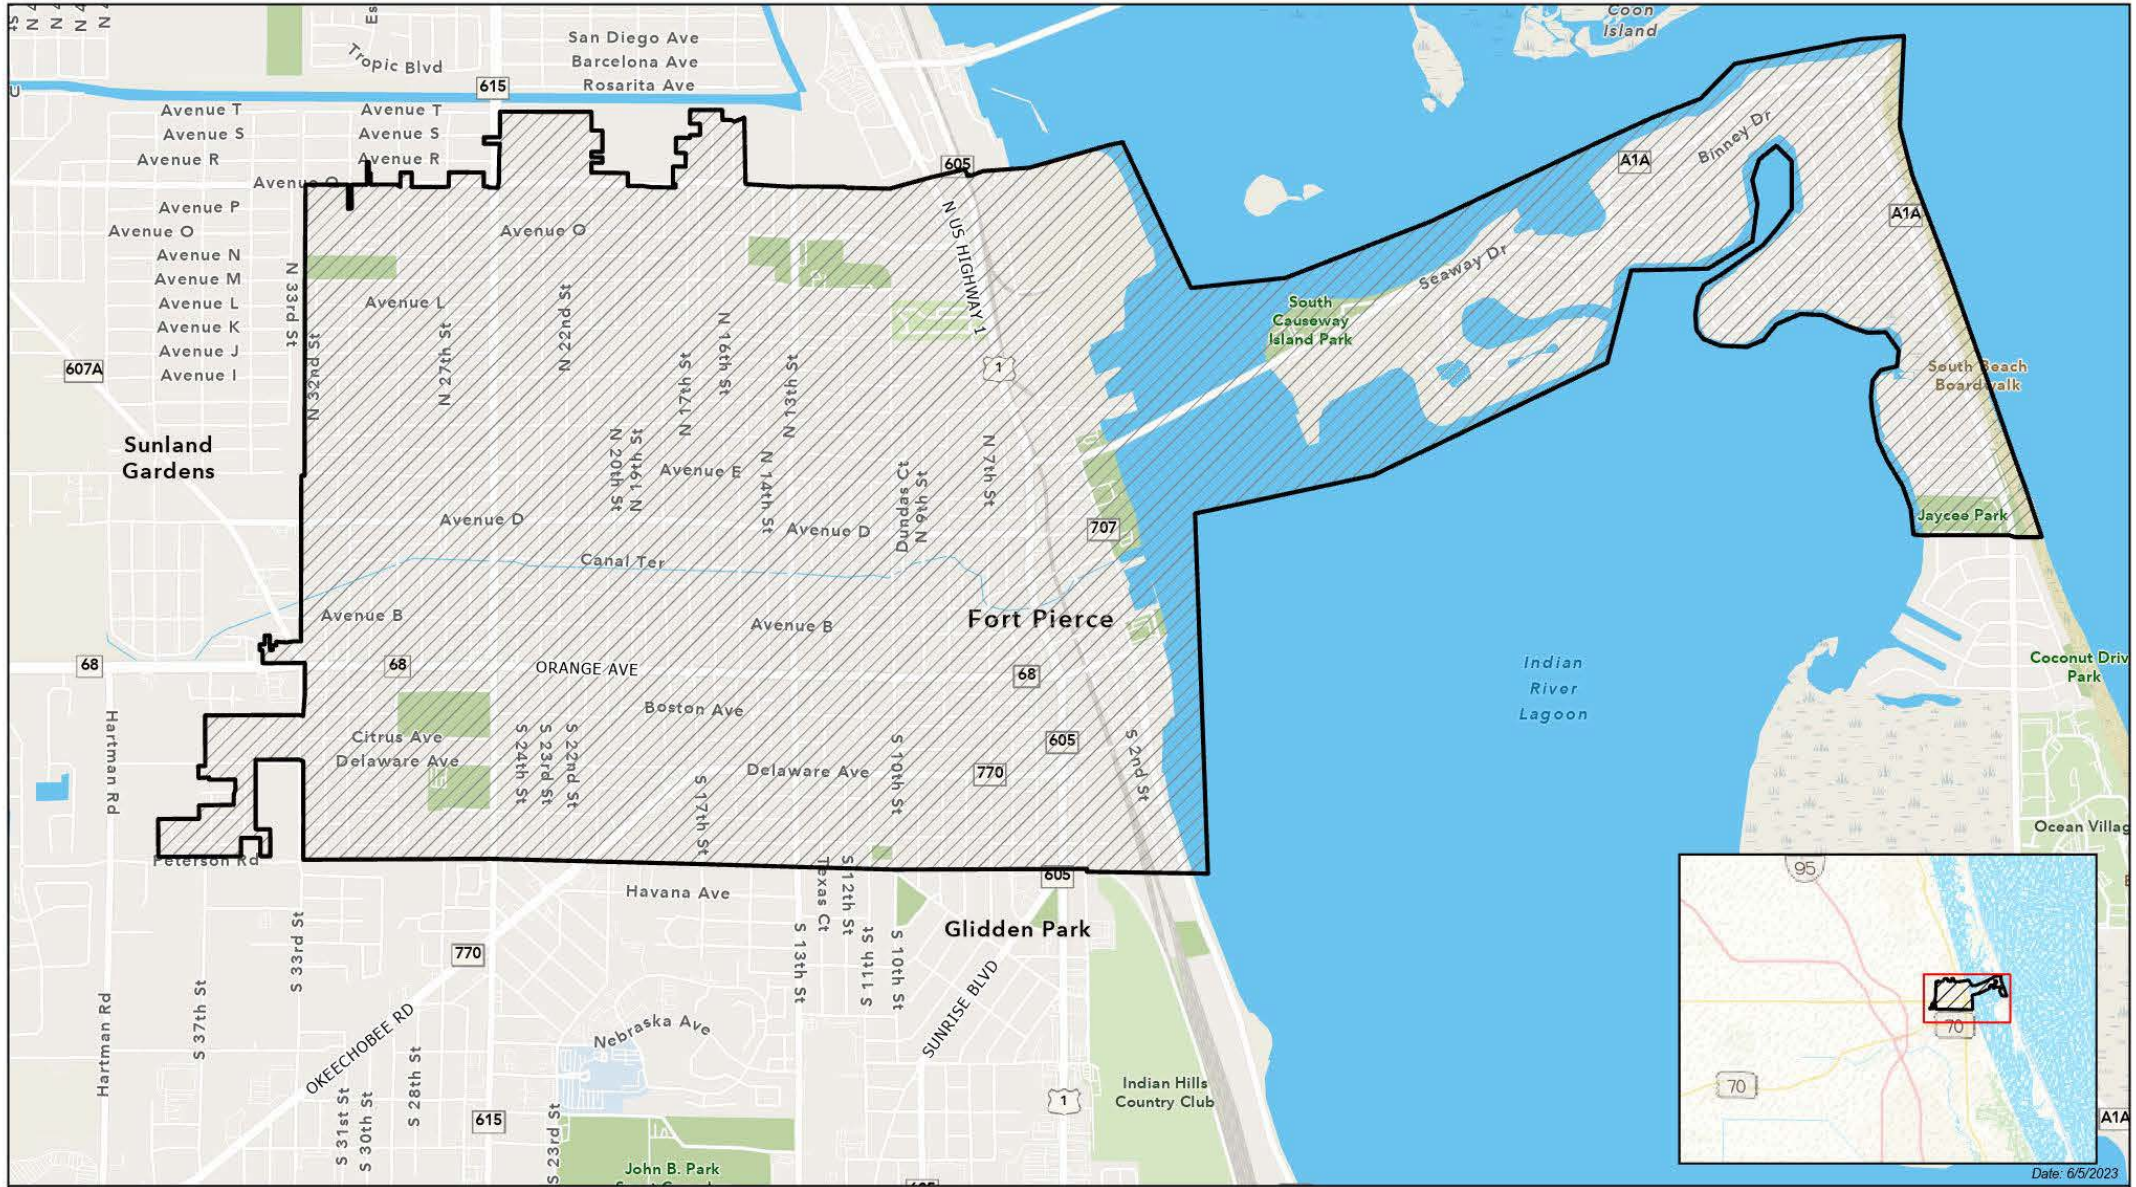 Coon
Island
San Diego Ave
Barcelona Ave
Rosarita Ave
Tropic Blvd
615
Avenue T
Avenue T
Avenue S
Avenue S
Avenue R
Avenue R
Avenue Q
Avenue P
Avenue O
Avenue O
Avenue N
Avenue M
Avenue L
Avenue L
Avenue K
Avenue J
Avenue I
607A
N 33rd St
N 32nd St
N 27th St
N 22nd St
N 20th St
N 19th St
N 17th St
N 16th St
N 14th St
N 13th St
Dundas Ct
N 9th St
N 7th St
605
N US HIGHWAY 1
1
A1A
Binney Dr
A1A
Seaway Dr
South
Causeway
Island Park
South Beach
Boardwalk
Jaycee Park
Sunland
Gardens
Avenue E
Avenue D
Avenue D
707
Canal Ter
Avenue B
Avenue B
Fort Pierce
68
68
ORANGE AVE
68
Boston Ave
Citrus Ave
Delaware Ave
Delaware Ave
605
770
S 24th St
S 23rd St
S 22nd St
S 17th St
S 10th St
S 2nd St
Hartman Rd
Peterson Rd
Indian
River
Lagoon
Coconut Driv
Park
Ocean Villag
Havana Ave
605
Glidden Park
Texas Ct
S 12th St
S 13th St
S 11th St
S 10th St
SUNRISE BLVD
S 33rd St
S 37th St
Hartman Rd
770
OKEECHOBEE RD
Nebraska Ave
S 31st St
S 30th St
S 28th St
615
S 23rd St
1
Indian Hills
Country Club
John B. Park
95
70
70
A1A
Date: 6/5/2023